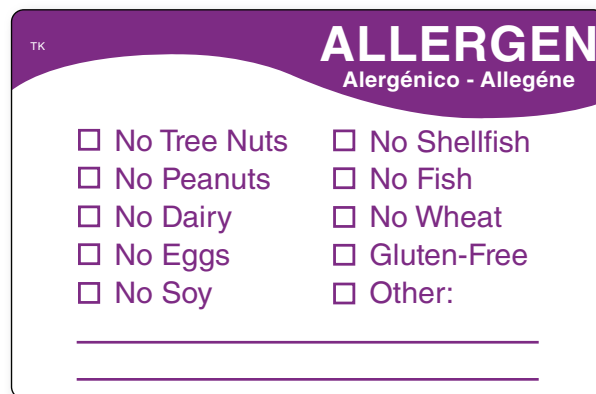 TK
ALLERGEN
Alergénico - Allegéne
No Tree Nuts
No Peanuts
No Dairy
No Eggs
No Soy
No Shellfish
No Fish
No Wheat
Gluten-Free
Other: